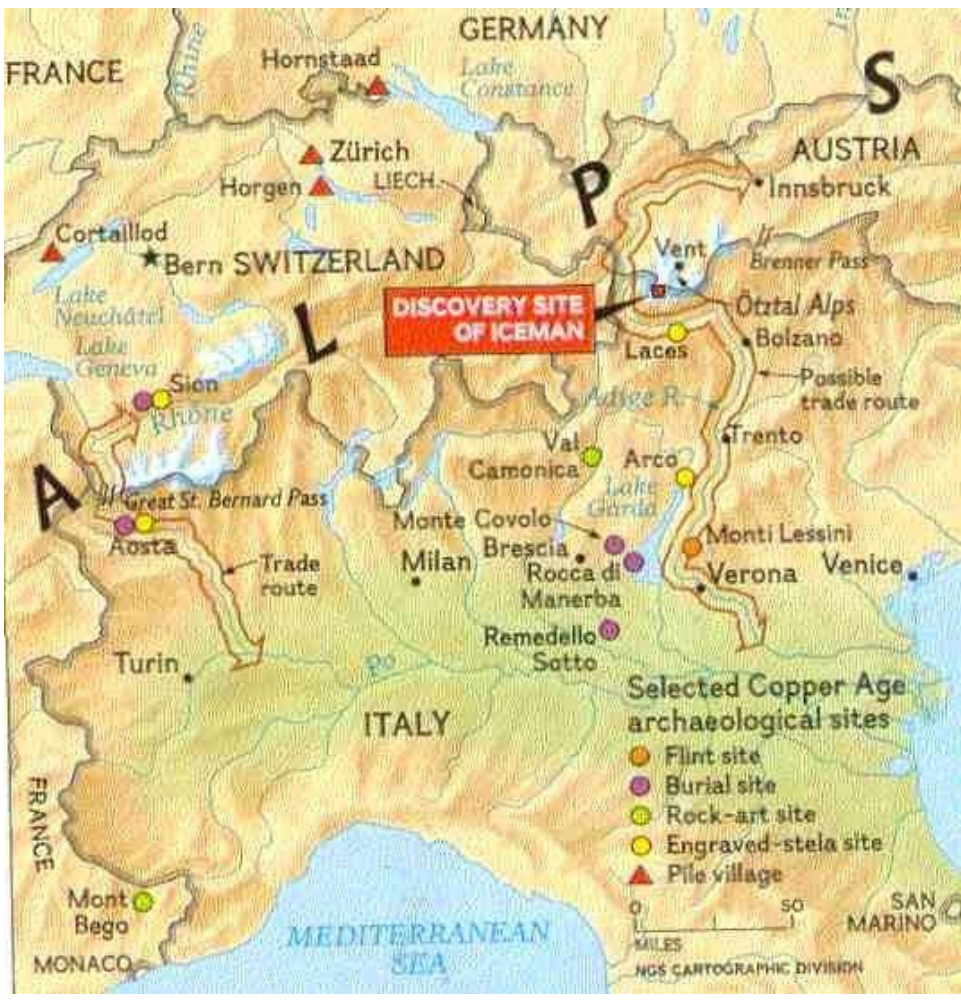 GERMANY
FRANCE
Rhine
Hornstaad
Lake
Constance
S
Zürich
Horgen
LIECH.
AUSTRIA
Innsbruck
P
Cortaillod
Bern
SWITZERLAND
Vent
Brenner Pass
Lake
Neuchâtel
DISCOVERY SITE
OF ICEMAN
Ötztal Alps
L
Lake
Geneva
Laces
Bolzano
Sion
Rhône
Possible
trade route
Adige R.
Trento
Val
Camonica
Arco
Lake
Garda
A
Great St. Bernard Pass
Aosta
Monte Covolo
Monti Lessini
Trade
route
Milan
Brescia
Rocca di
Manerba
Verona
Venice
Remedello
Sotto
Turin
Po
ITALY
Selected Copper Age
archaeological sites
Flint site
Burial site
Rock-art site
Engraved-stela site
Pile village
FRANCE
Mont
Bego
MONACO
MEDITERRANEAN
SEA
0 50
MILES
SAN
MARINO
NGS CARTOGRAPHIC DIVISION